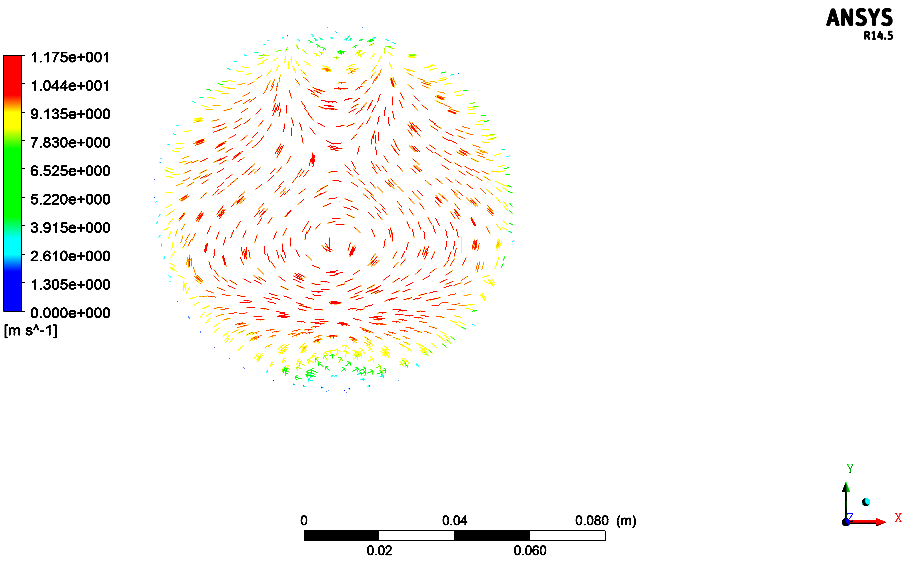 ANSYS
R14.5
1.175e+001
1.044e+001
9.135e+000
7.830e+000
6.525e+000
5.220e+000
3.915e+000
2.610e+000
1.305e+000
0.000e+000
[m s^-1]
Y
Z
X
0 0.04 0.080 (m)
0.02 0.060